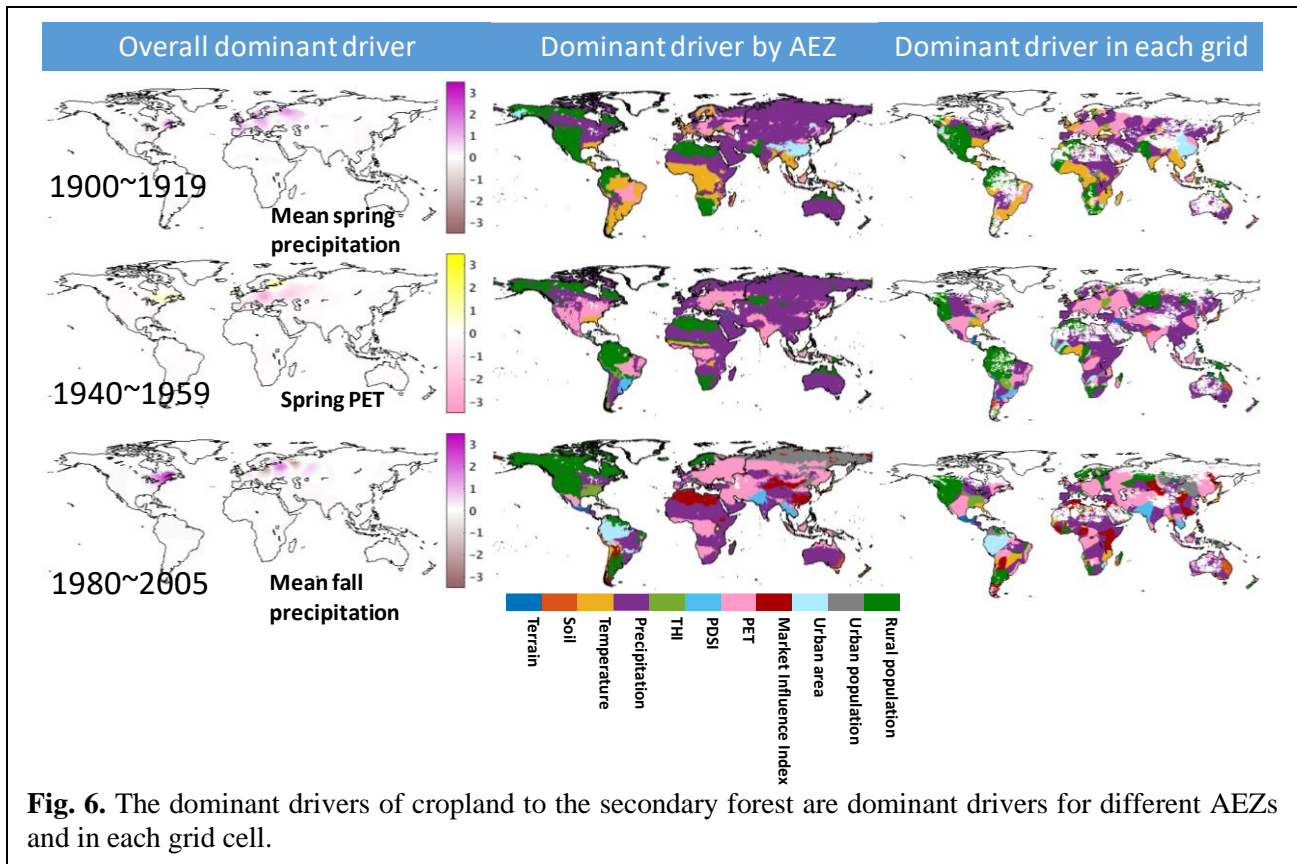 Overall dominant driver
Dominant driver by AEZ
Dominant driver in each grid
3
2
1
0
-1
-2
-3
1900~1919
Mean spring
precipitation
3
2
1
0
-1
-2
-3
1940~1959
Spring PET
3
2
1
0
-1
-2
-3
1980~2005
Mean fall
precipitation
Terrain
Soil
Temperature
Precipitation
THI
PDSI
PET
Market Influence Index
Urban area
Urban population
Rural population
Fig. 6. The dominant drivers of cropland to the secondary forest are dominant drivers for different AEZs
and in each grid cell.